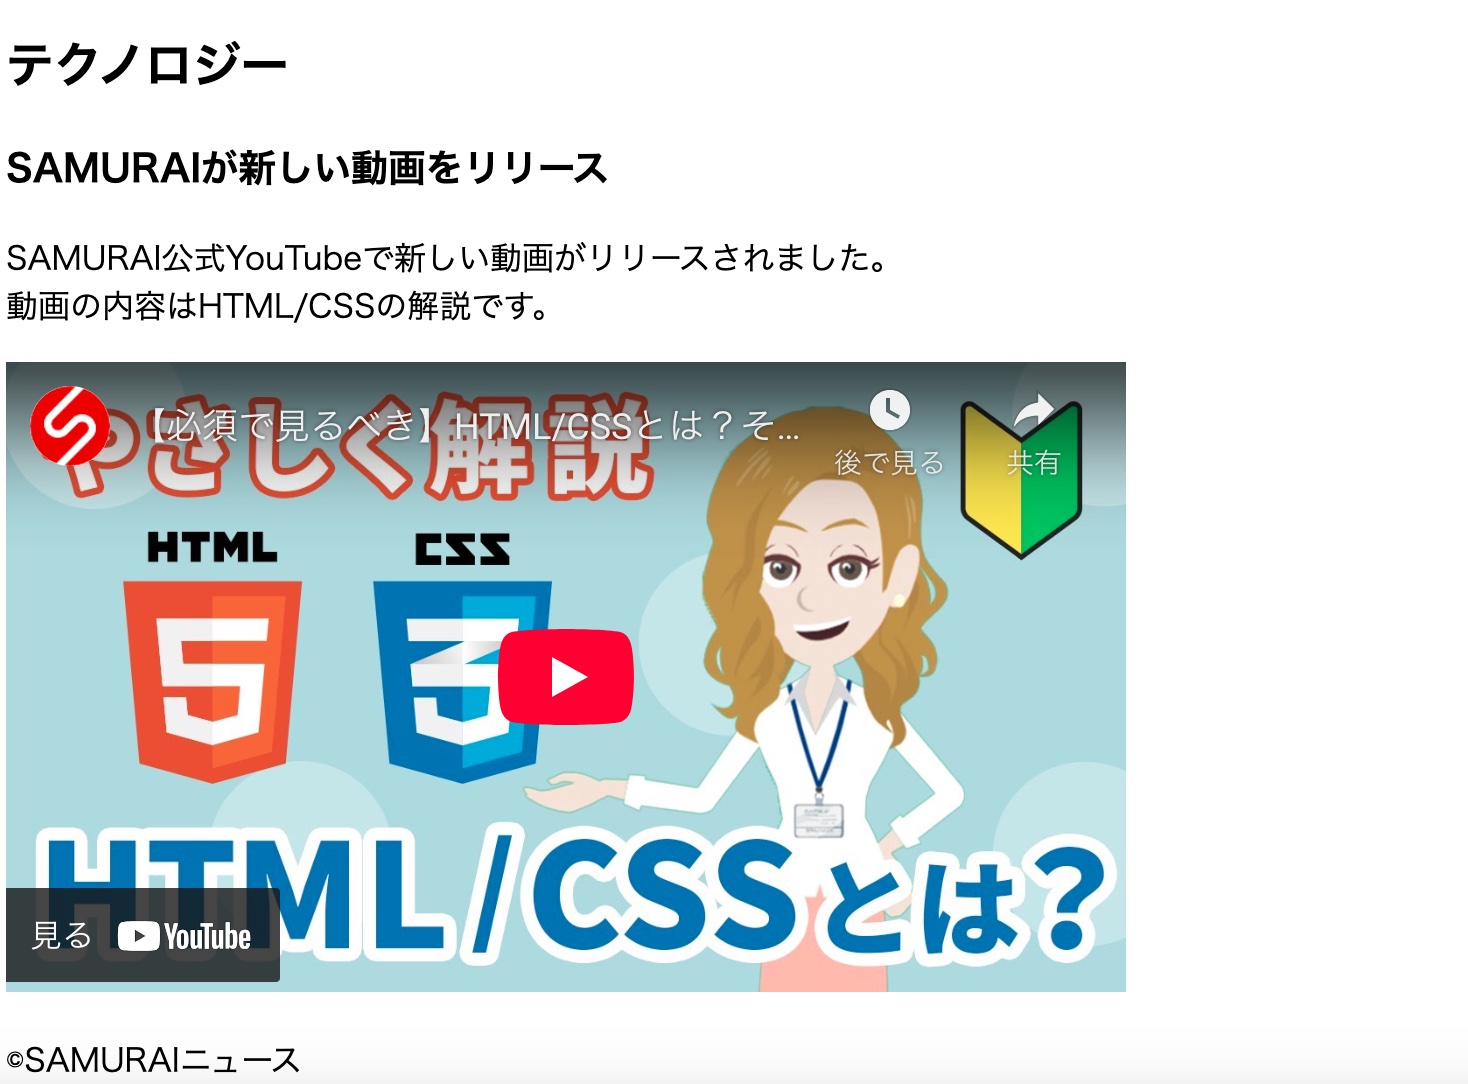 テクノロジー
SAMURAIが新しい動画をリリース
SAMURAI公式YouTubeで新しい動画がリリースされました。
動画の内容はHTML/CSSの解説です。
【必須で見るべき】HTML/CSSとは？そ...
後で見る
共有
やさしく解説
HTML
CSS
5
3
HTML/CSSとは?
見る YouTube
©SAMURAIニュース